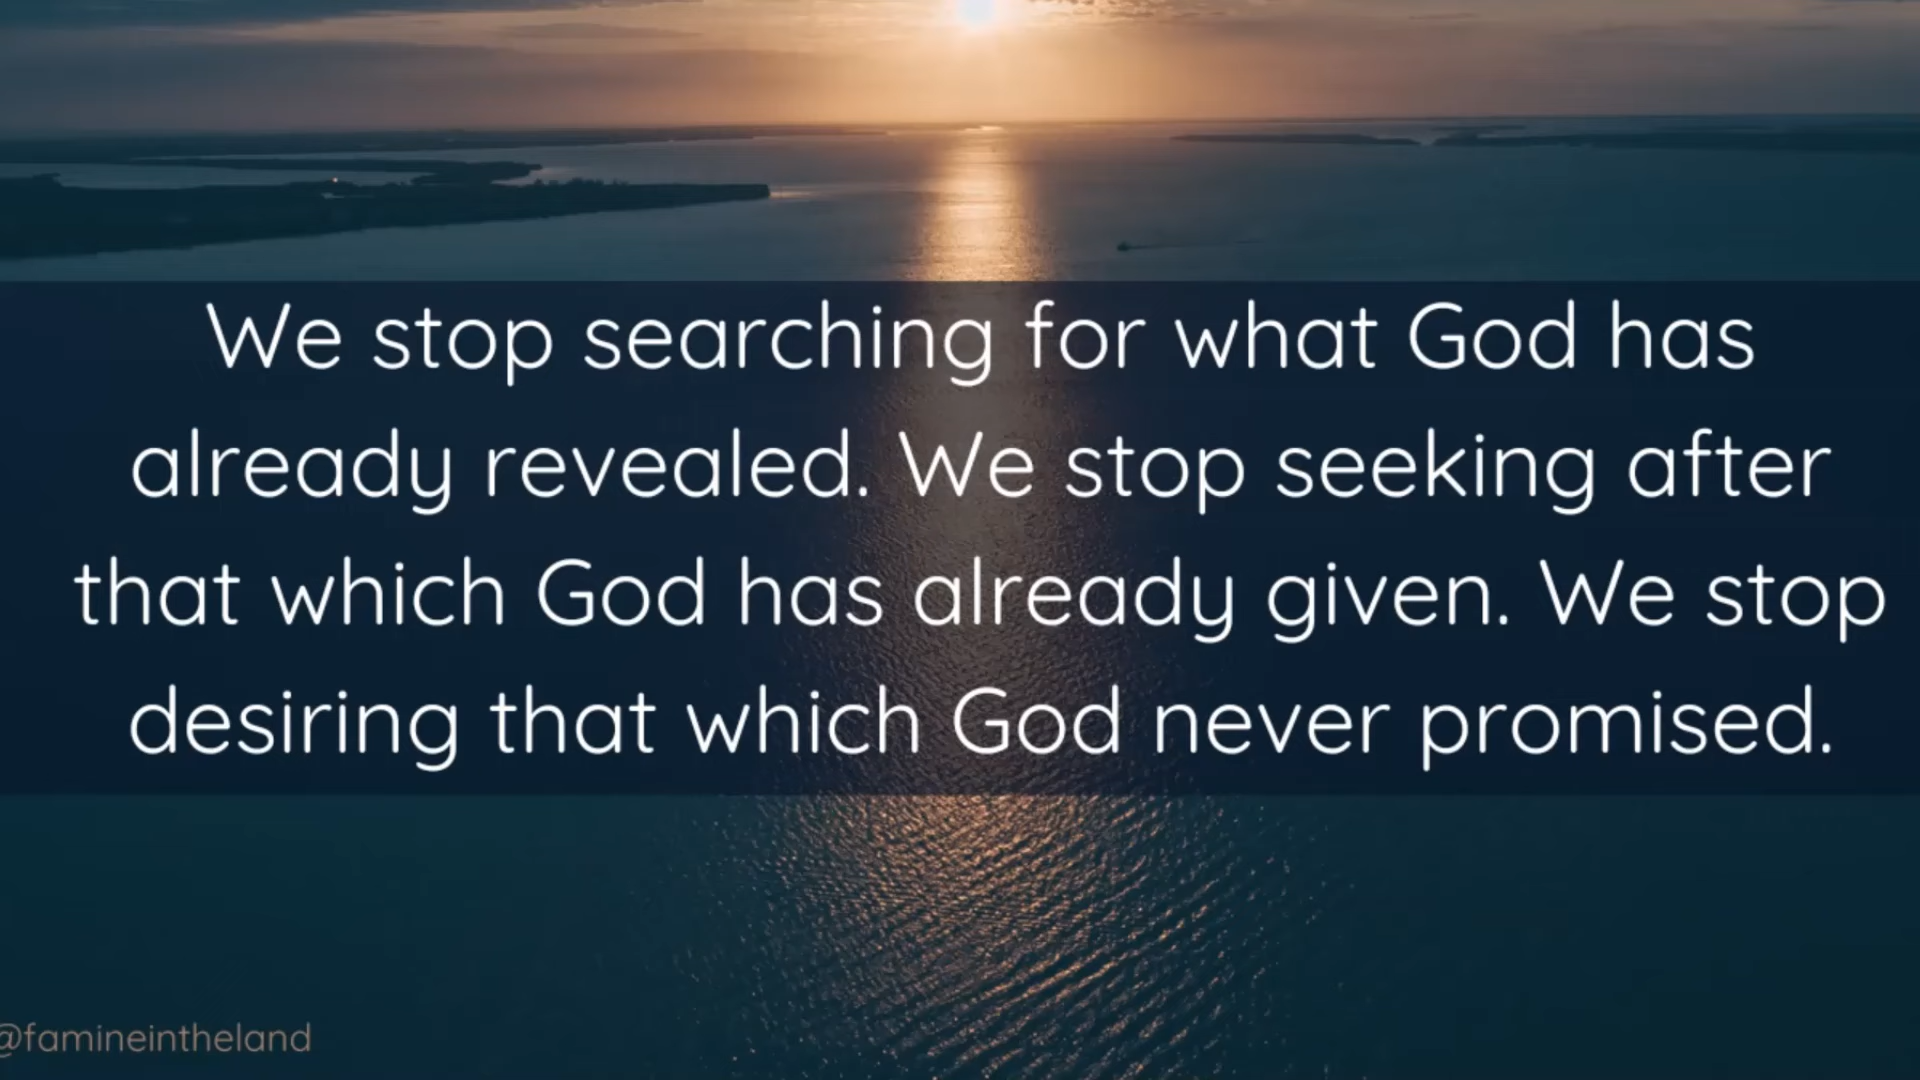 We stop searching for what God has
already revealed. We stop seeking after
that which God has already given. We stop
desiring that which God never promised.
@famineintheland